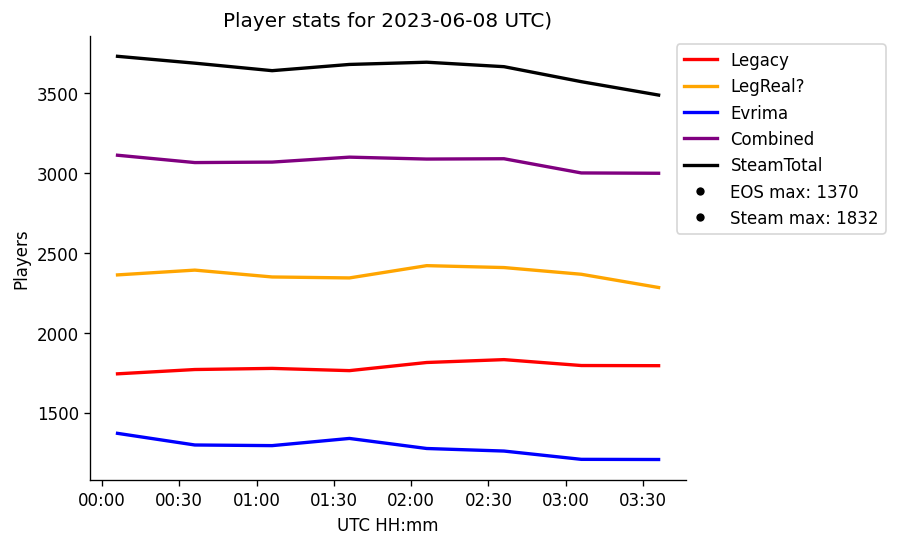 Player stats for 2023-06-08 UTC)
Legacy
LegReal?
Evrima
Combined
SteamTotal
EOS max: 1370
Steam max: 1832
3500
3000
2500
2000
1500
Players
00:00 00:30 01:00 01:30 02:00 02:30 03:00 03:30
UTC HH:mm